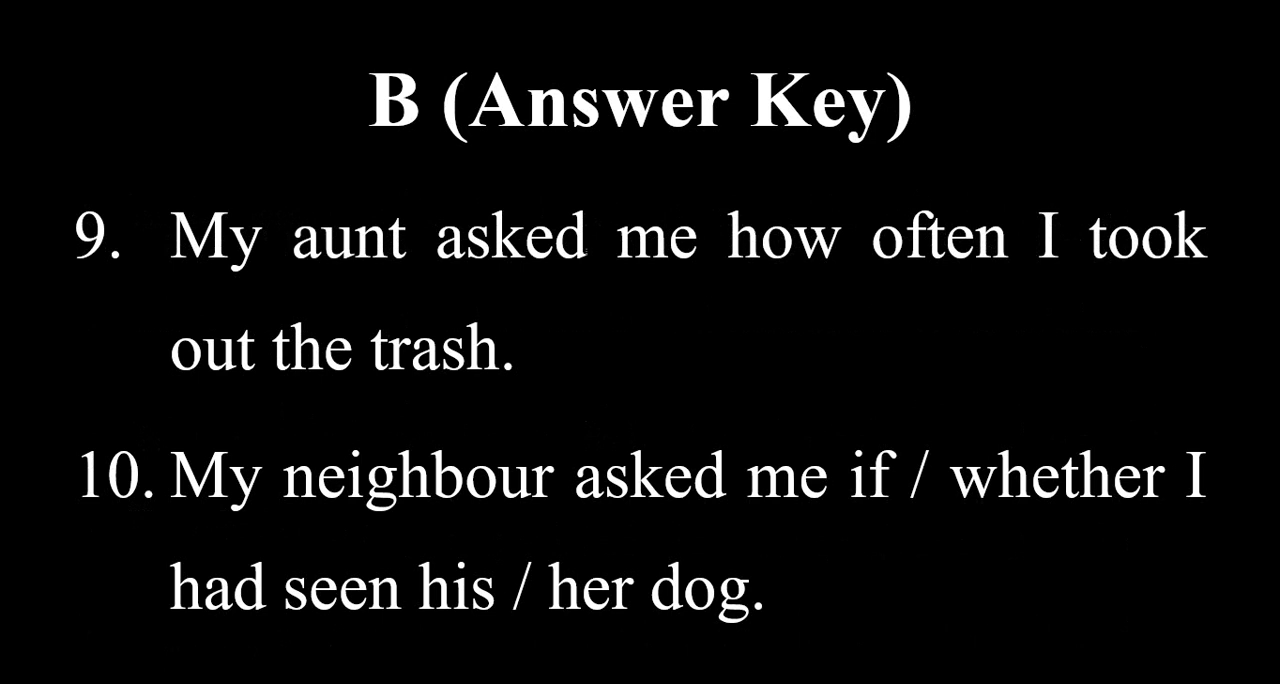 B (Answer Key)
9. My aunt asked me how often I took
out the trash.
10. My neighbour asked me if / whether I
had seen his / her dog.